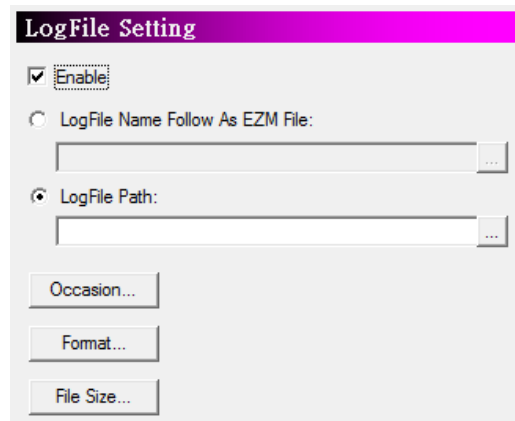 LogFile Setting
Enable
LogFile Name Follow As EZM File:
...
LogFile Path:
...
Occasion...
Format...
File Size...